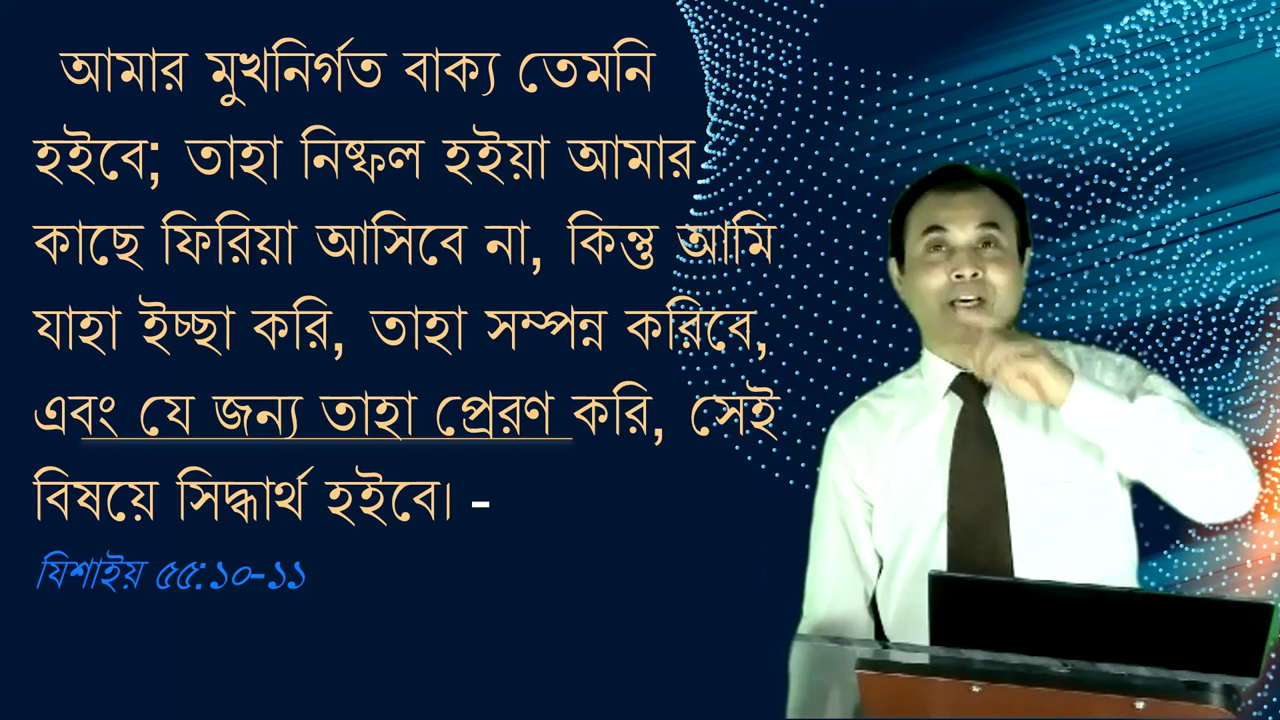 আমার মুখনির্গত বাক্য তেমনি
হইবে; তাহা নিষ্ফল হইয়া আমার
কাছে ফিরিয়া আসিবে না, কিন্তু আমি
যাহা ইচ্ছা করি, তাহা সম্পন্ন করিবে,
এবং যে জন্য তাহা প্রেরণ করি, সেই
বিষয়ে সিদ্ধার্থ হইবে। -
যিশাইয় ৫৫:১০-১১